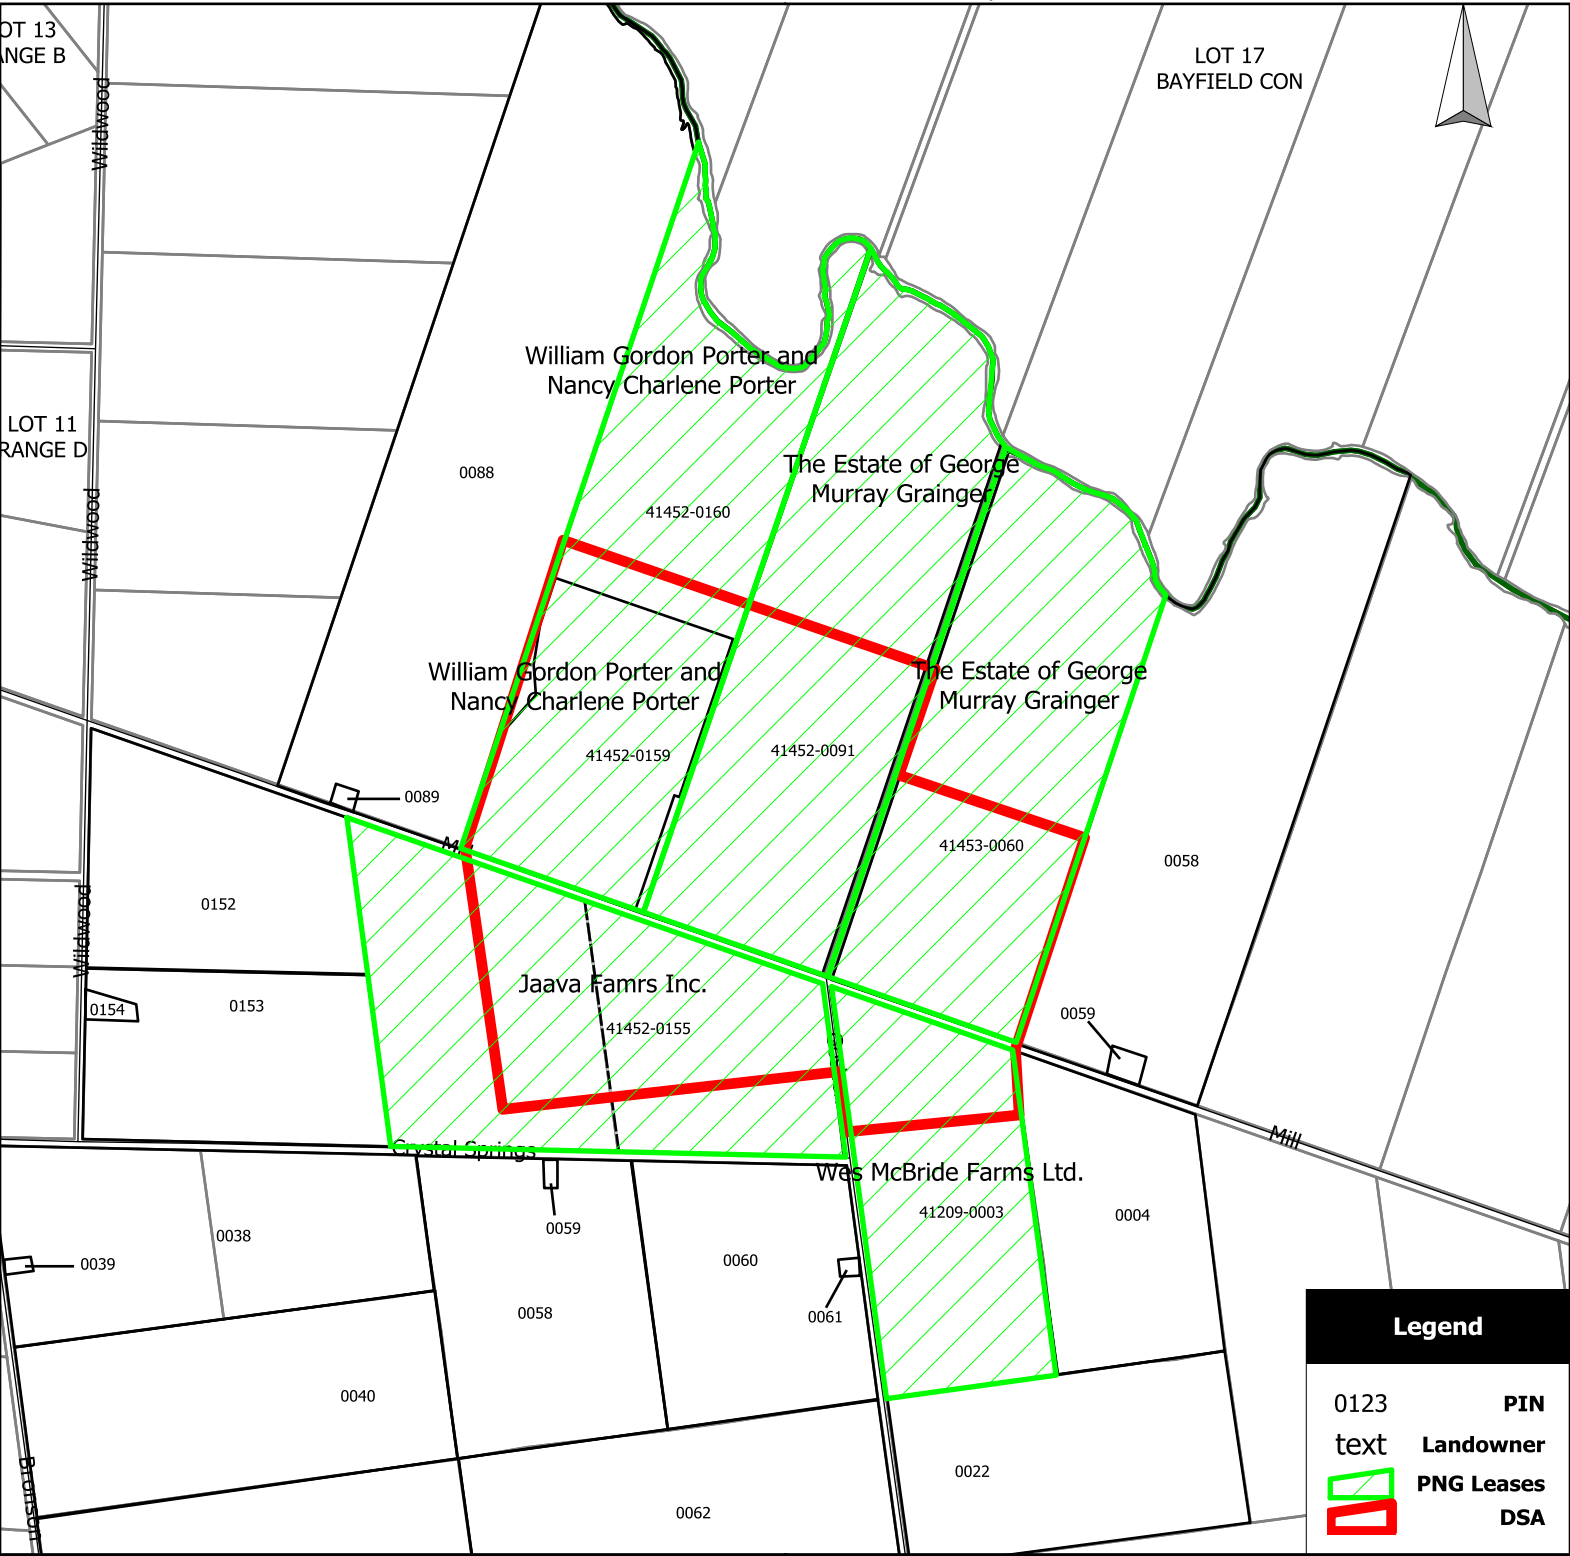 OT 13
ANGE B
LOT 17
BAYFIELD CON
Wildwood
William Gordon Porter and
Nancy Charlene Porter
LOT 11
RANGE D
0088
The Estate of George
Murray Grainger
41452-0160
Wildwood
William Gordon Porter and
Nancy Charlene Porter
The Estate of George
Murray Grainger
41452-0159
41452-0091
0089
M
41453-0060
0058
0152
Wildwood
Jaava Famrs Inc.
0154
0153
41452-0155
0059
Crystal Springs
Mill
Wes McBride Farms Ltd.
41209-0003
0004
0038
0059
0039
0060
0058
0061
0040
0022
0062
Bronson
Legend
0123 PIN
text Landowner
PNG Leases
DSA